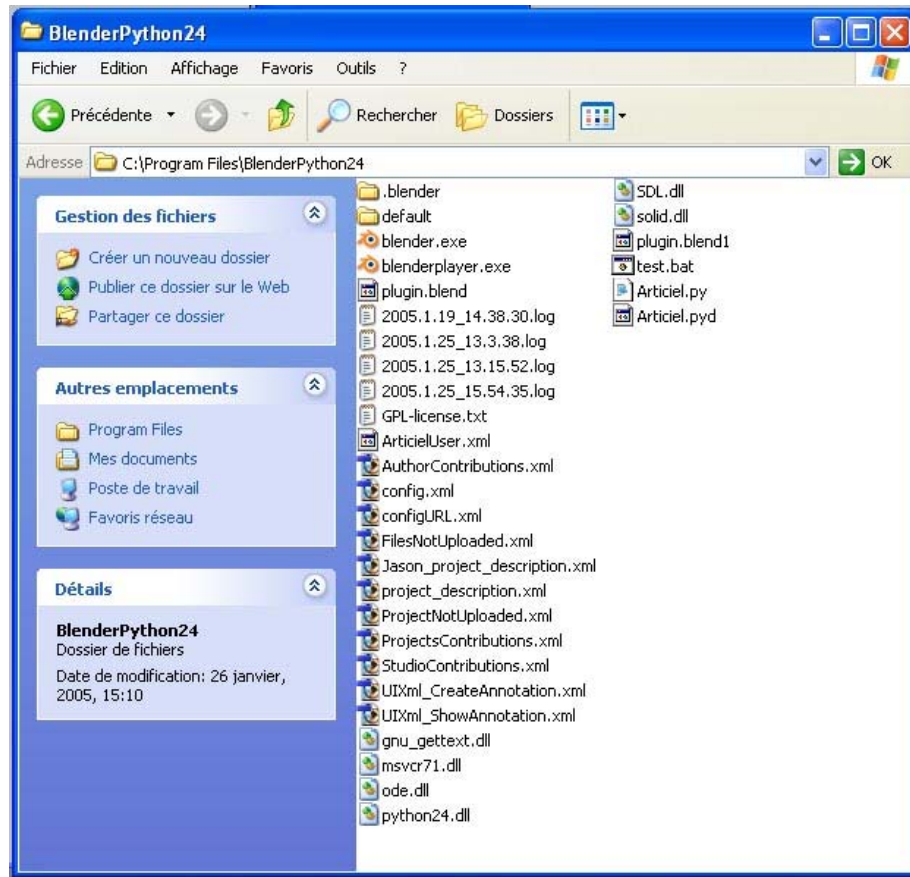 BlenderPython24
Fichier Edition Affichage Favoris Outils ?
Précédente Rechercher Dossiers
Adresse C:\Program Files\BlenderPython24 OK
Gestion des fichiers
Créer un nouveau dossier
Publier ce dossier sur le Web
Partager ce dossier
Autres emplacements
Program Files
Mes documents
Poste de travail
Favoris réseau
Détails
BlenderPython24
Dossier de fichiers
Date de modification: 26 janvier,
2005, 15:10
.blender
default
blender.exe
blenderplayer.exe
plugin.blend
2005.1.19_14.38.30.log
2005.1.25_13.3.38.log
2005.1.25_13.15.52.log
2005.1.25_15.54.35.log
GPL-license.txt
ArticielUser.xml
AuthorContributions.xml
config.xml
configURL.xml
FilesNotUploaded.xml
Jason_project_description.xml
project_description.xml
ProjectNotUploaded.xml
ProjectsContributions.xml
StudioContributions.xml
UIXml_CreateAnnotation.xml
UIXml_ShowAnnotation.xml
gnu_gettext.dll
msvcr71.dll
ode.dll
python24.dll
SDL.dll
solid.dll
plugin.blend1
test.bat
Articiel.py
Articiel.pyd